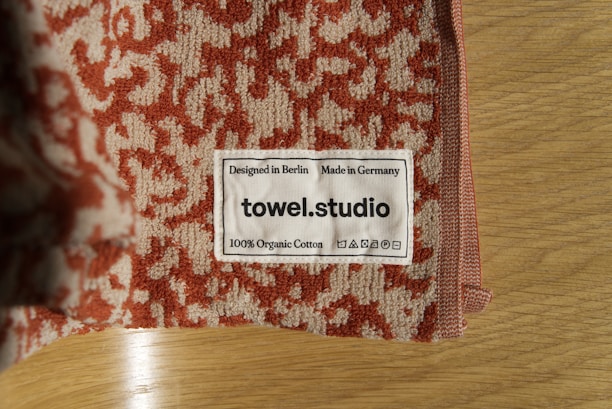 Designed in Berlin Made in Germany
towel.studio
100% Organic Cotton